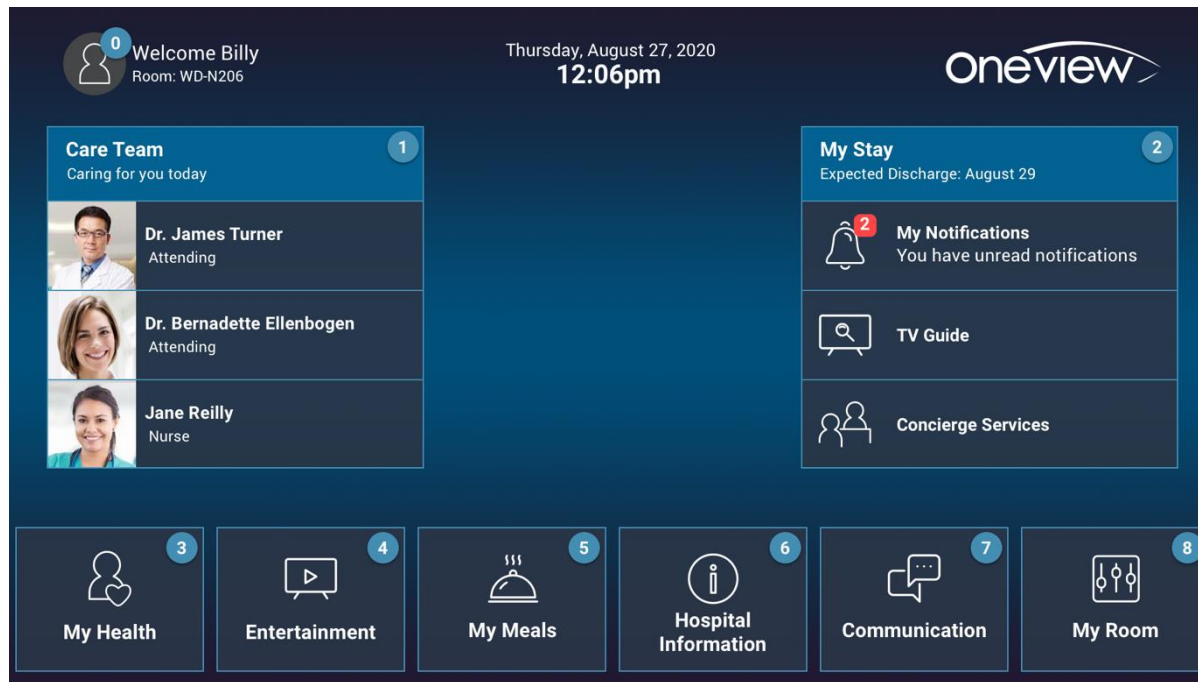 0
Welcome Billy
Room: WD-N206
Thursday, August 27, 2020
12:06pm
oneview
Care Team
1
Caring for you today
Dr. James Turner
Attending
Dr. Bernadette Ellenbogen
Attending
Jane Reilly
Nurse
My Stay
2
Expected Discharge: August 29
2
My Notifications
You have unread notifications
TV Guide
Concierge Services
3
My Health
4
Entertainment
5
My Meals
6
Hospital
Information
7
Communication
8
My Room